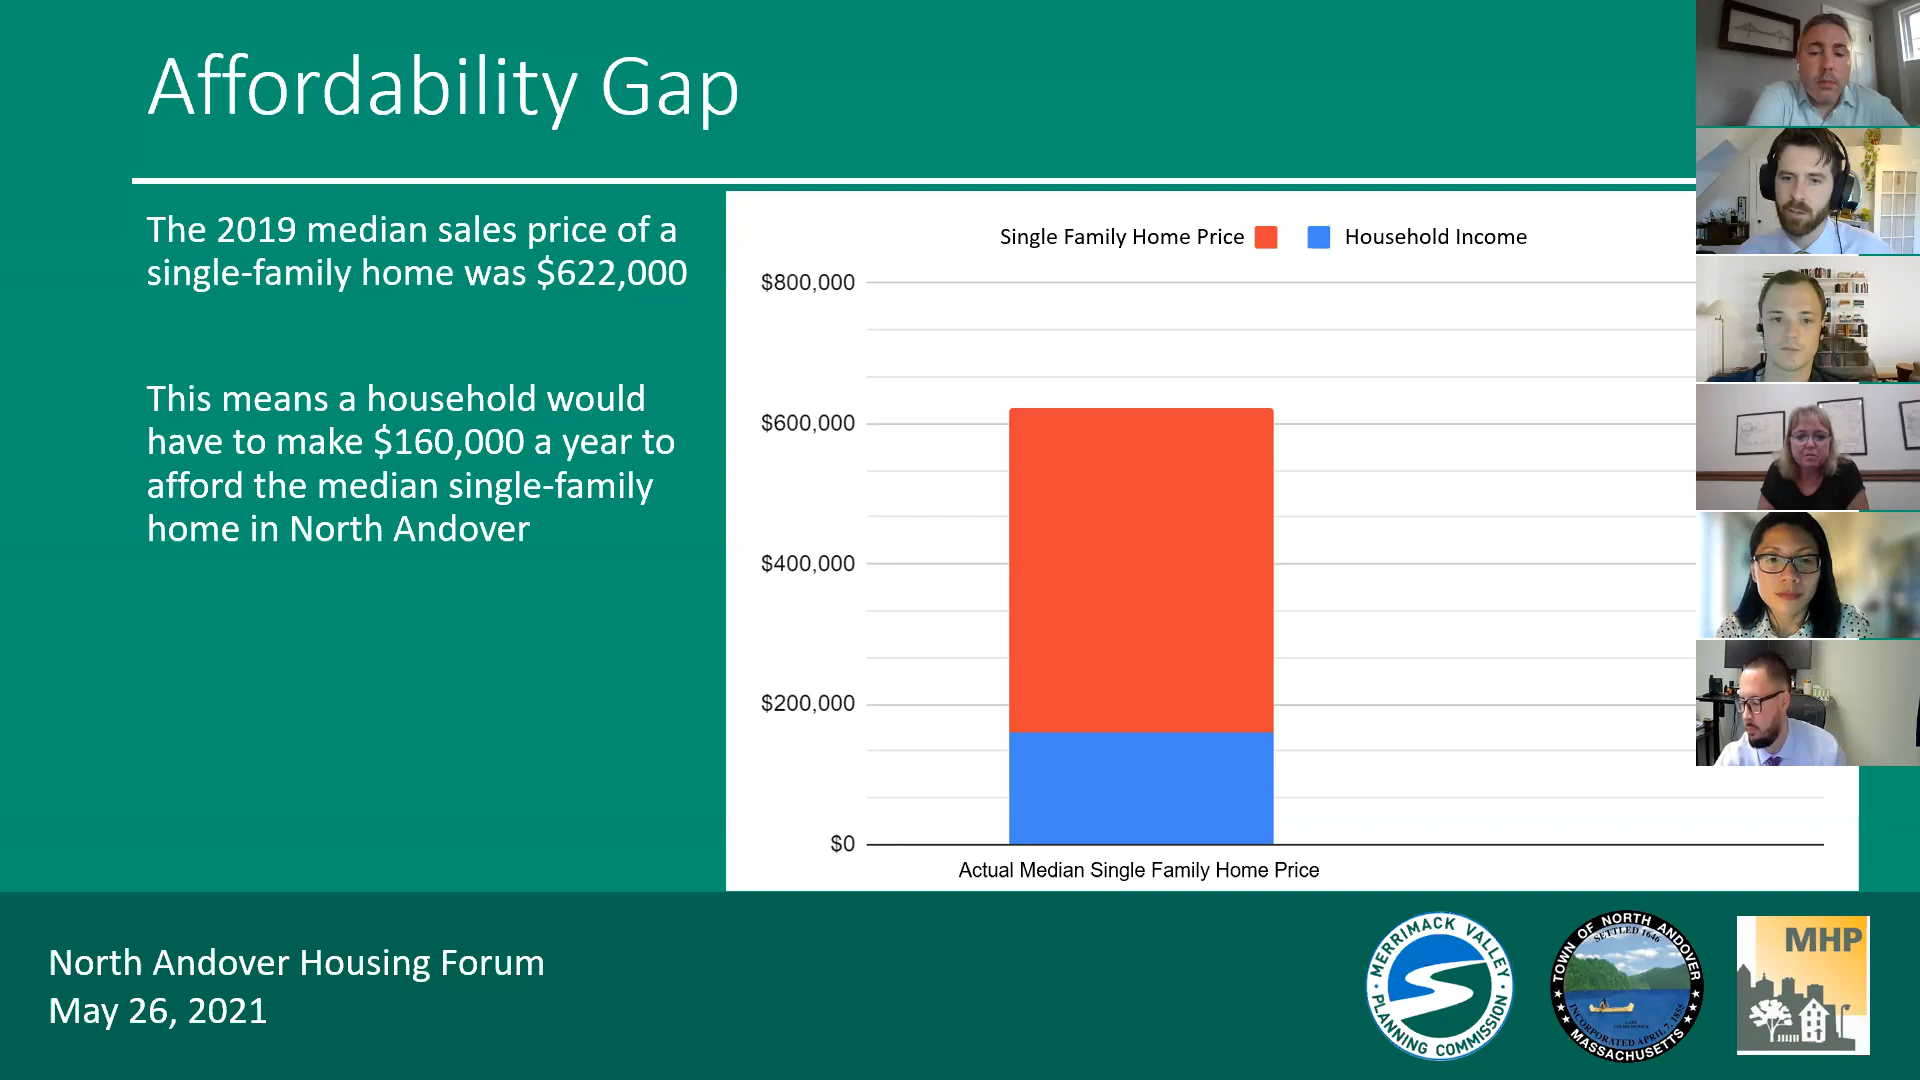 Affordability Gap
The 2019 median sales price of a
single-family home was $622,000
This means a household would
have to make $160,000 a year to
afford the median single-family
home in North Andover
Single Family Home Price
Household Income
$800,000
$600,000
$400,000
$200,000
$0
Actual Median Single Family Home Price
North Andover Housing Forum
May 26, 2021
MERRIMACK VALLEY
PLANNING COMMISSION
TOWN OF NORTH ANDOVER
SETTLED 1646
INCORPORATED APRIL 7, 1855
MASSACHUSETTS
MHP